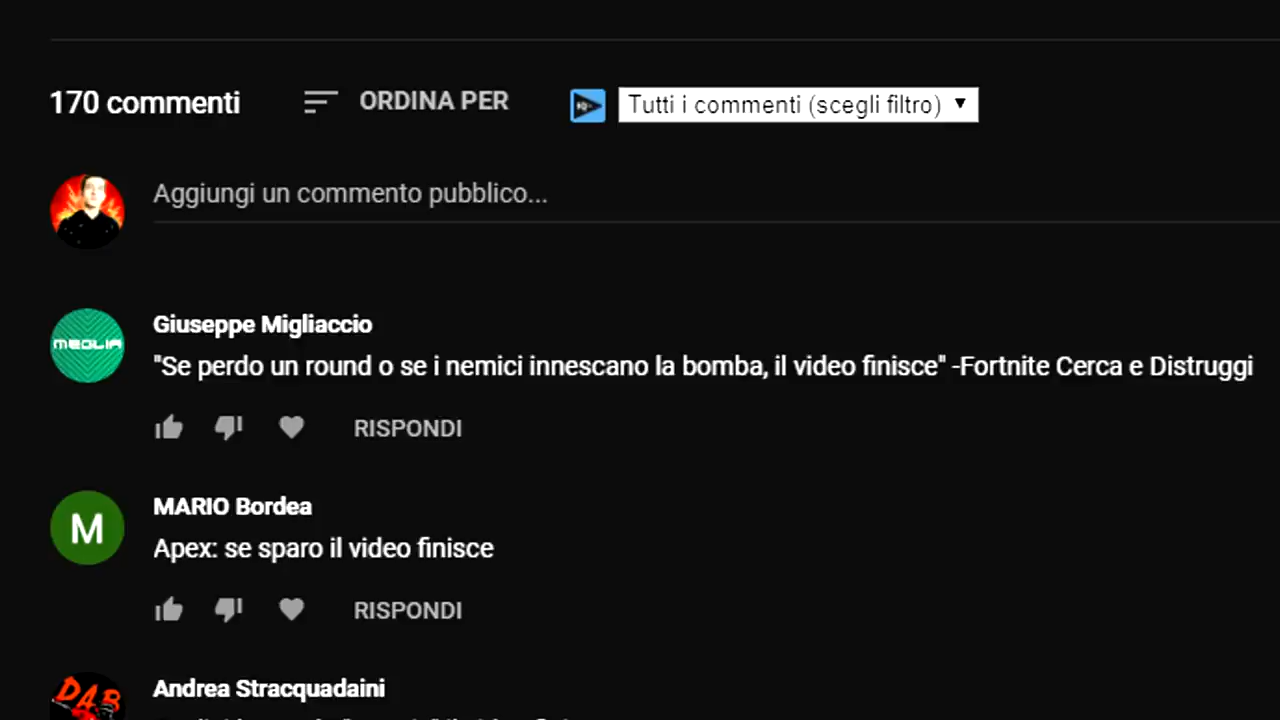 170 commenti
ORDINA PER
Tutti i commenti (scegli filtro)
Aggiungi un commento pubblico...
MEGLIA
Giuseppe Migliaccio
"Se perdo un round o se i nemici innescano la bomba, il video finisce" -Fortnite Cerca e Distruggi
RISPONDI
M
MARIO Bordea
Apex: se sparo il video finisce
RISPONDI
DAB
Andrea Stracquadaini